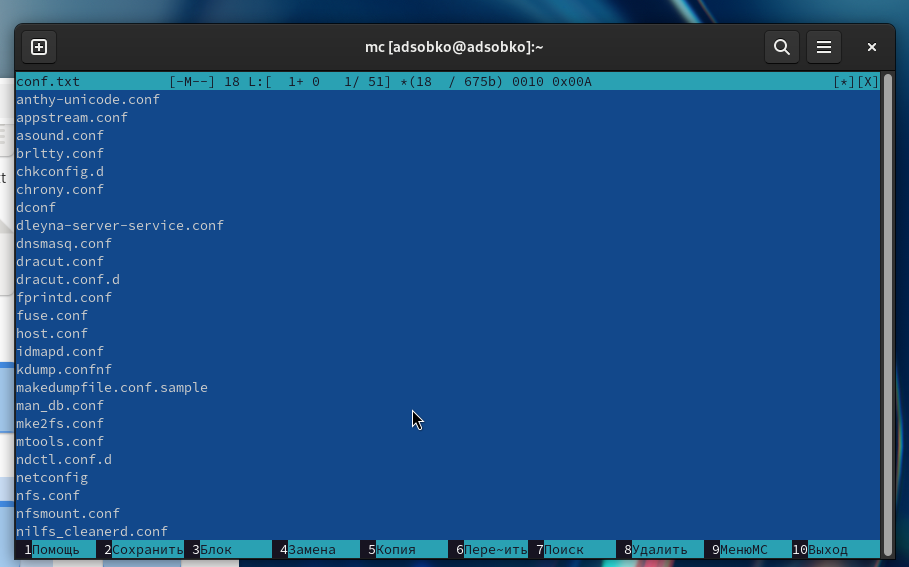 mc [adsobko@adsobko]:~
conf.txt [-M--] 18 L:[ 1+ 0 1/ 51] *(18 / 675b) 0010 0x00A [*][X]
anthy-unicode.conf
appstream.conf
asound.conf
brltty.conf
chkconfig.d
chrony.conf
dconf
dleyna-server-service.conf
dnsmasq.conf
dracut.conf
dracut.conf.d
fprintd.conf
fuse.conf
host.conf
idmapd.conf
kdump.confnf
makedumpfile.conf.sample
man_db.conf
mke2fs.conf
mtools.conf
ndctl.conf.d
netconfig
nfs.conf
nfsmount.conf
nilfs_cleanerd.conf
1Помощь 2Сохранить 3Блок 4Замена 5Копия 6Пере~ить 7Поиск 8Удалить 9МенюМС 10Выход